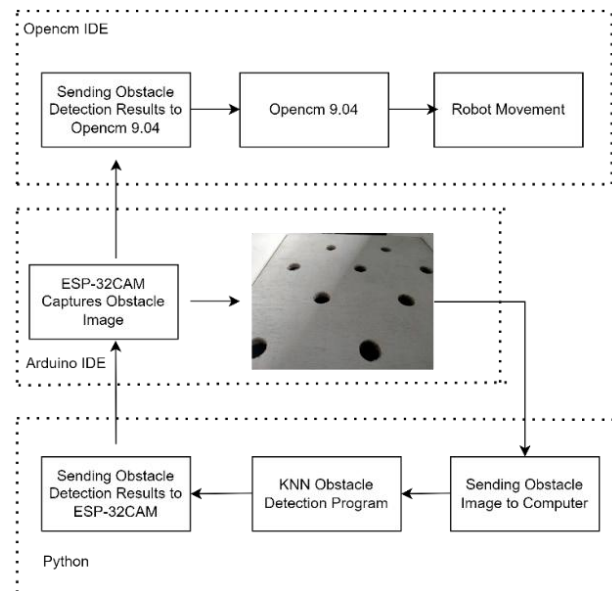 Opencm IDE
Sending Obstacle
Detection Results to
Opencm 9.04
Opencm 9.04
Robot Movement
ESP-32CAM
Captures Obstacle
Image
Arduino IDE
Sending Obstacle
Detection Results to
ESP-32CAM
KNN Obstacle
Detection Program
Sending Obstacle
Image to Computer
Python